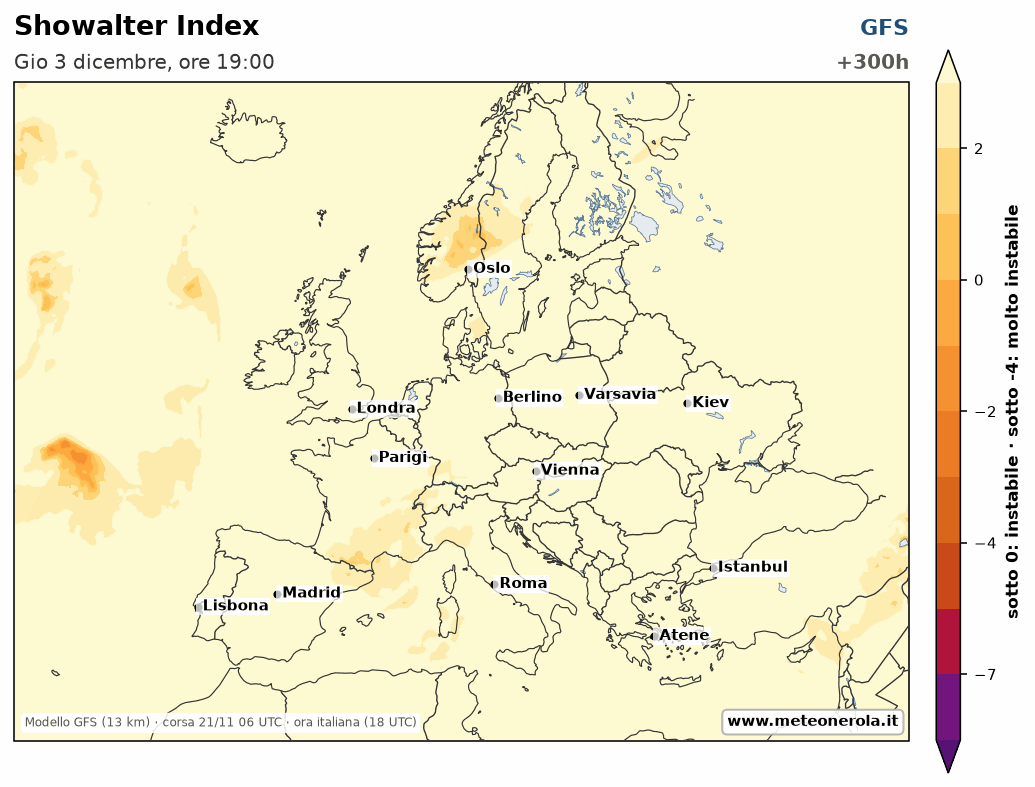 Showalter Index
GFS
Gio 3 dicembre, ore 19:00
+300h
Oslo
Londra
Berlino
Varsavia
Kiev
Parigi
Vienna
Istanbul
Madrid
Roma
Lisbona
Atene
Modello GFS (13 km) · corsa 21/11 06 UTC · ora italiana (18 UTC)
www.meteonerola.it
2
0
−2
−4
−7
sotto 0: instabile · sotto -4: molto instabile